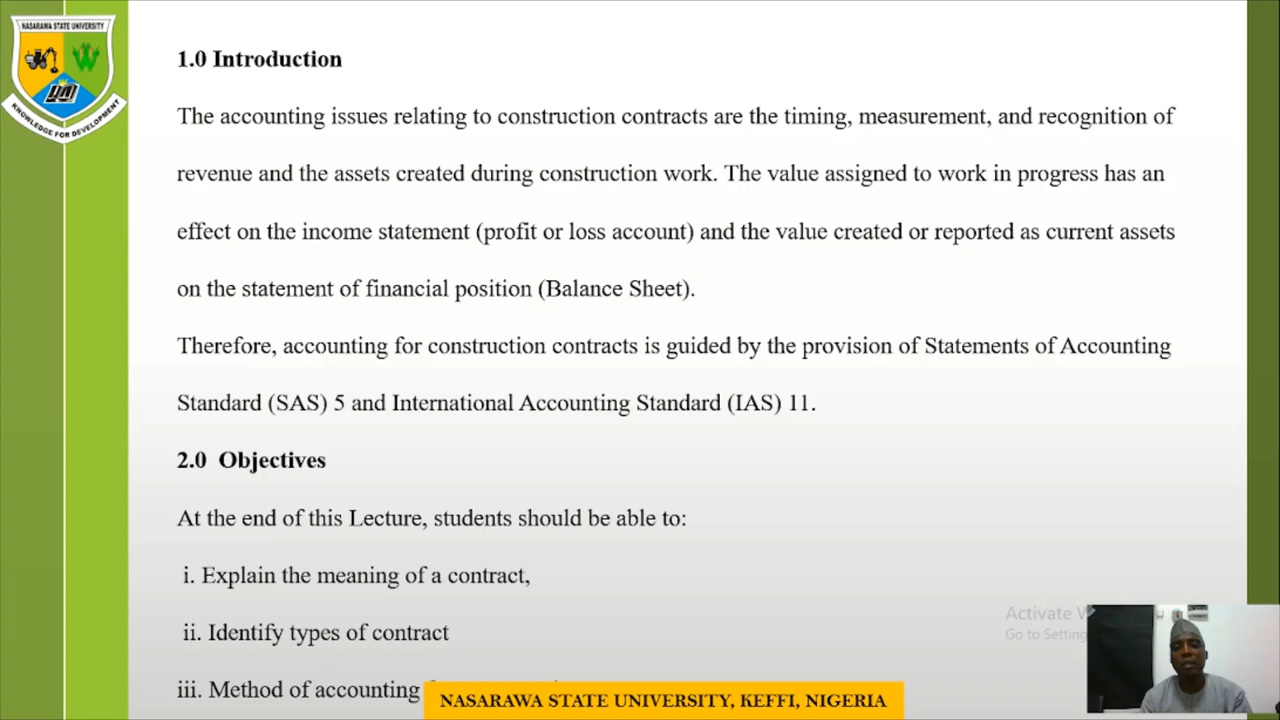 NASARAWA STATE UNIVERSITY
KNOWLEDGE FOR DEVELOPMENT
1.0 Introduction
The accounting issues relating to construction contracts are the timing, measurement, and recognition of
revenue and the assets created during construction work. The value assigned to work in progress has an
effect on the income statement (profit or loss account) and the value created or reported as current assets
on the statement of financial position (Balance Sheet).
Therefore, accounting for construction contracts is guided by the provision of Statements of Accounting
Standard (SAS) 5 and International Accounting Standard (IAS) 11.
2.0 Objectives
At the end of this Lecture, students should be able to:
i. Explain the meaning of a contract,
ii. Identify types of contract
iii. Method of accounting
Activate
Go to Setting
NASARAWA STATE UNIVERSITY, KEFFI, NIGERIA